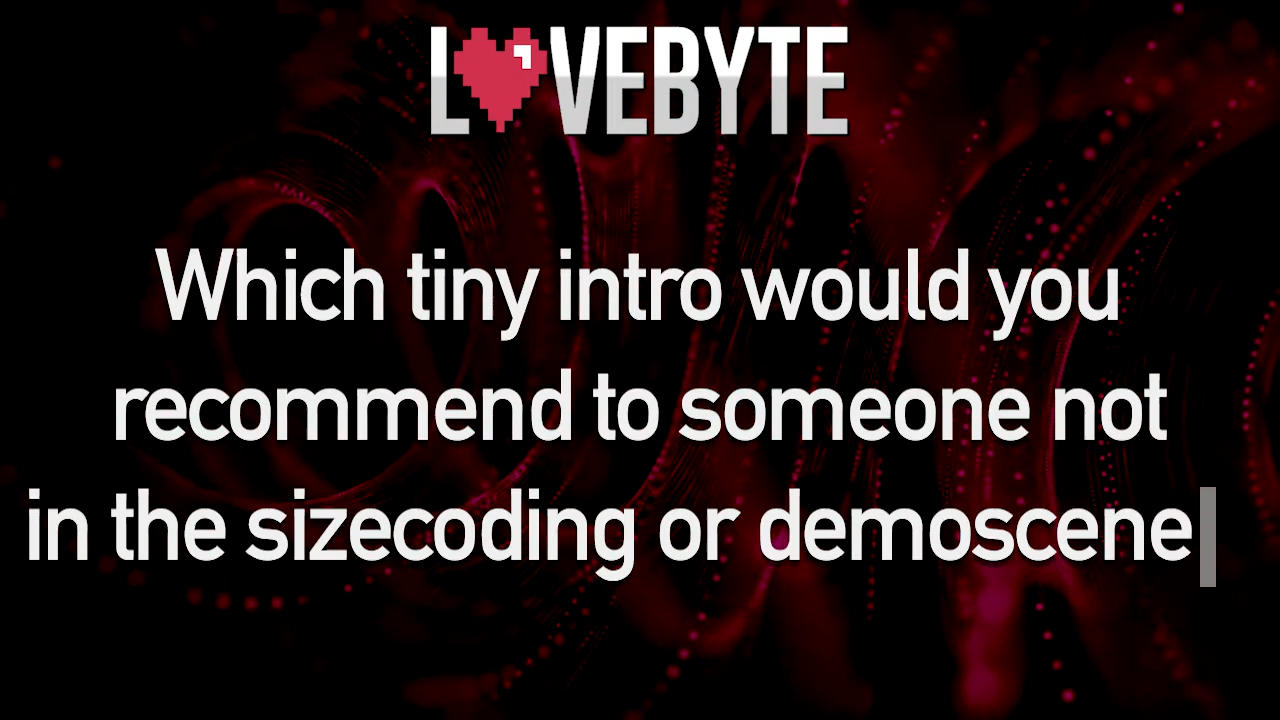 LOVEBYTE
Which tiny intro would you
recommend to someone not
in the sizecoding or demoscene